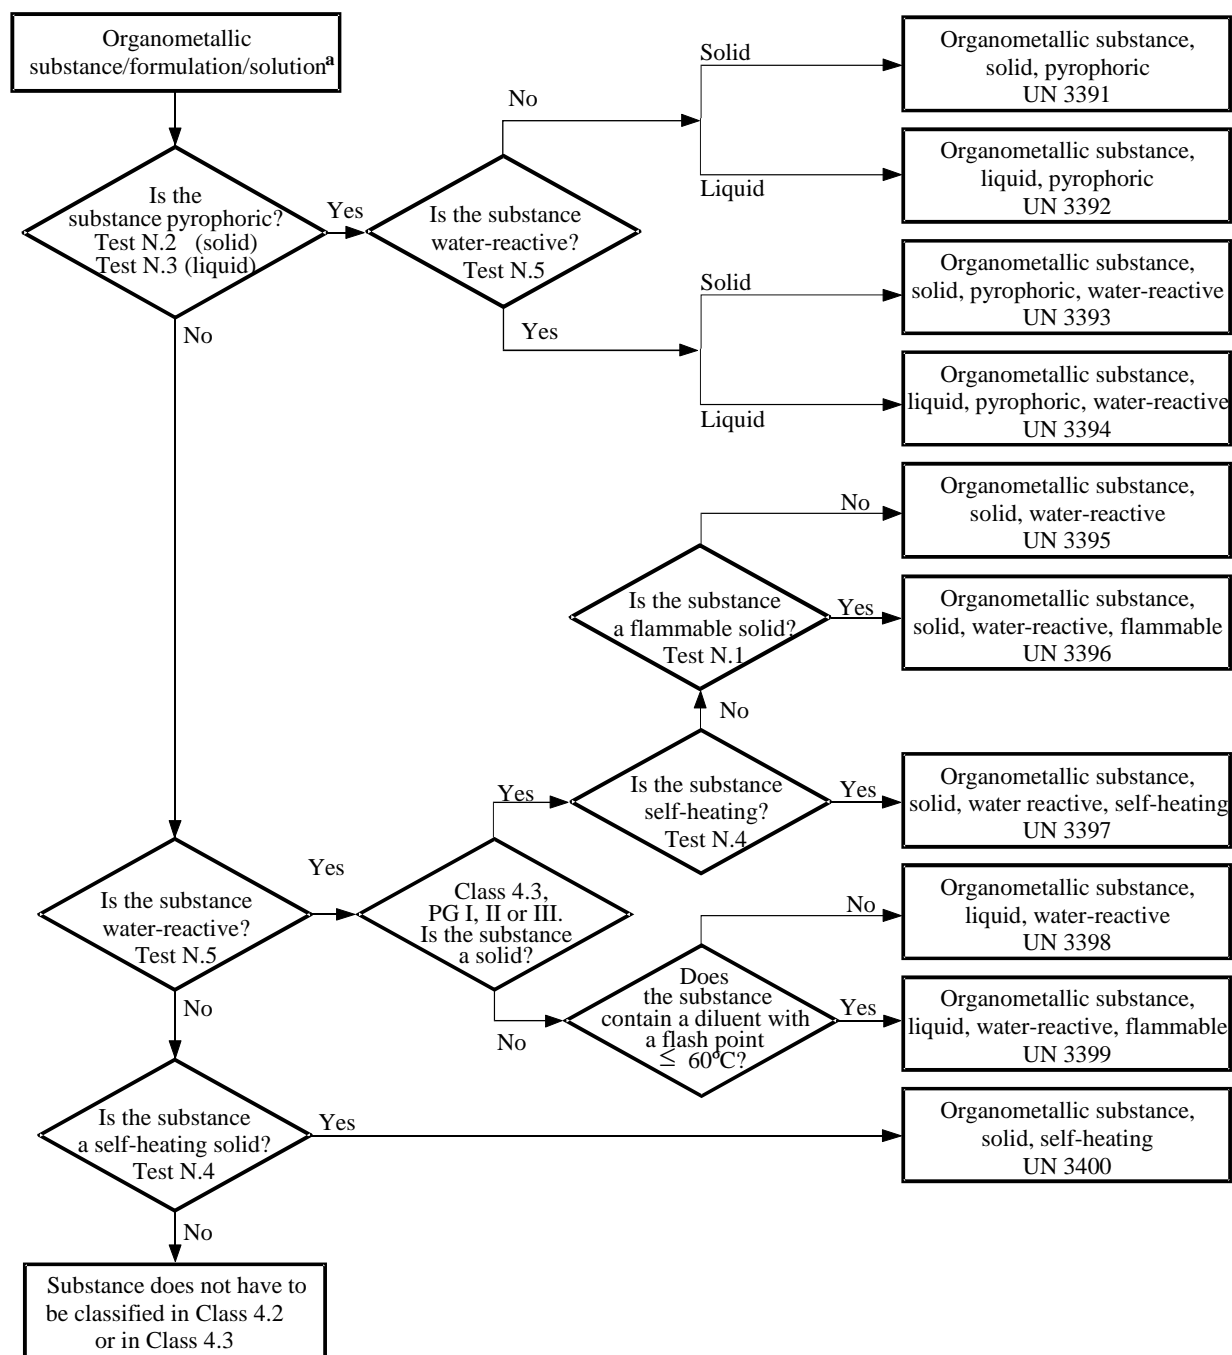 Organometallic
substance/formulation/solutionª
Is the
substance pyrophoric?
Test N.2 (solid)
Test N.3 (liquid)
Yes
No
Is the substance
water-reactive?
Test N.5
No
Yes
Solid
Liquid
Organometallic substance,
solid, pyrophoric
UN 3391
Organometallic substance,
liquid, pyrophoric
UN 3392
Solid
Liquid
Organometallic substance,
solid, pyrophoric, water-reactive
UN 3393
Organometallic substance,
liquid, pyrophoric, water-reactive
UN 3394
No
Organometallic substance,
solid, water-reactive
UN 3395
Is the substance
a flammable solid?
Test N.1
Yes
Organometallic substance,
solid, water-reactive, flammable
UN 3396
No
Is the substance
self-heating?
Test N.4
Yes
Organometallic substance,
solid, water reactive, self-heating
UN 3397
Is the substance
water-reactive?
Test N.5
Yes
No
Class 4.3,
PG I, II or III.
Is the substance
a solid?
Yes
No
Does
the substance
contain a diluent with
a flash point
≤ 60ºC?
No
Yes
Organometallic substance,
liquid, water-reactive
UN 3398
Organometallic substance,
liquid, water-reactive, flammable
UN 3399
Is the substance
a self-heating solid?
Test N.4
Yes
Organometallic substance,
solid, self-heating
UN 3400
No
Substance does not have to
be classified in Class 4.2
or in Class 4.3